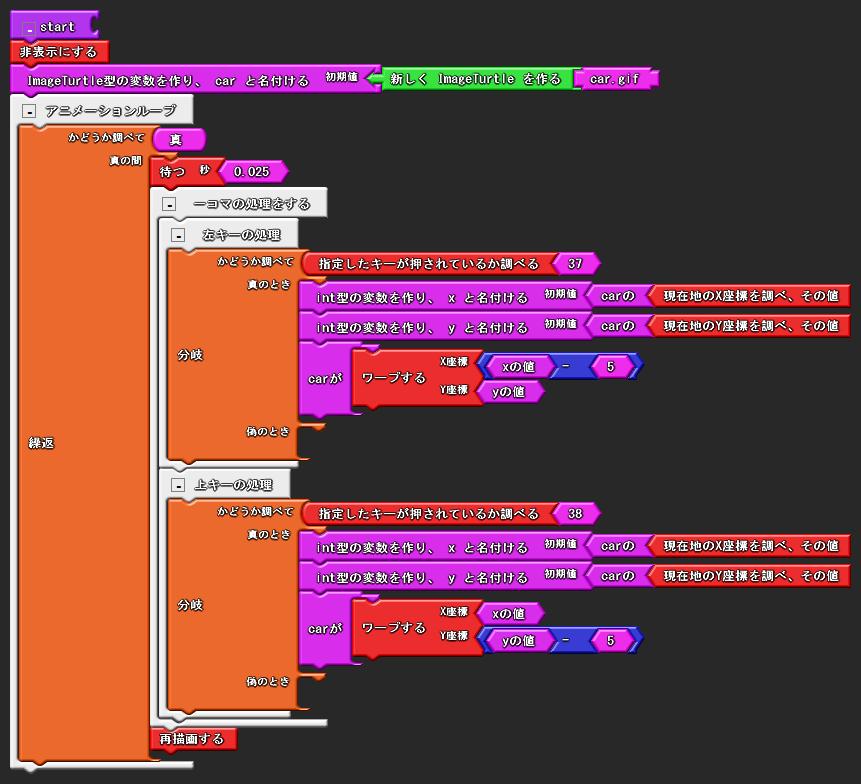 start
非表示にする
ImageTurtle型の変数を作り、 car と名付ける 初期値 新しく ImageTurtle を作る car.gif
アニメーションループ
かどうか調べて 真
真の間
待つ 秒 0.025
一コマの処理をする
左キーの処理
かどうか調べて 指定したキーが押されているか調べる 37
真のとき
int型の変数を作り、 x と名付ける 初期値 carの 現在地のX座標を調べ、その値
int型の変数を作り、 y と名付ける 初期値 carの 現在地のY座標を調べ、その値
分岐
carが ワープする X座標 xの値 - 5
Y座標 yの値
偽のとき
繰返
上キーの処理
かどうか調べて 指定したキーが押されているか調べる 38
真のとき
int型の変数を作り、 x と名付ける 初期値 carの 現在地のX座標を調べ、その値
int型の変数を作り、 y と名付ける 初期値 carの 現在地のY座標を調べ、その値
分岐
carが ワープする X座標 xの値
Y座標 yの値 - 5
偽のとき
再描画する